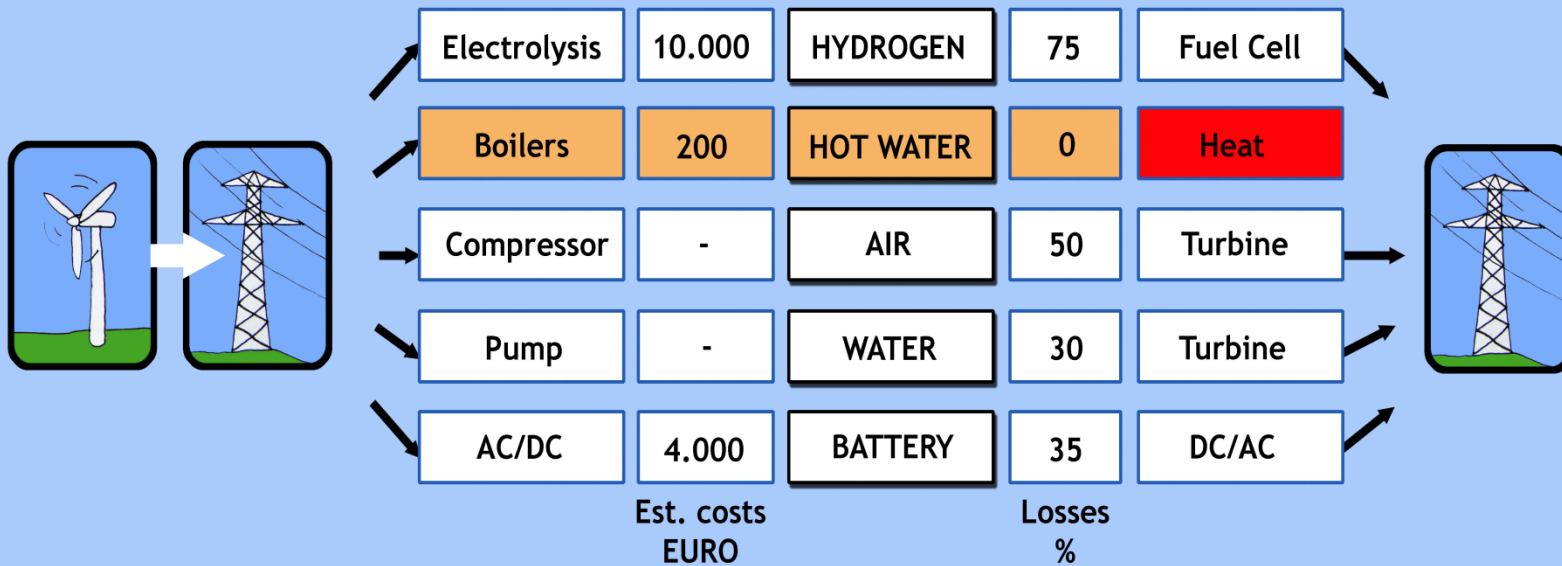 Electrolysis 10.000 HYDROGEN 75 Fuel Cell
Boilers 200 HOT WATER 0 Heat
Compressor - AIR 50 Turbine
Pump - WATER 30 Turbine
AC/DC 4.000 BATTERY 35 DC/AC
Est. costs Losses
EURO %